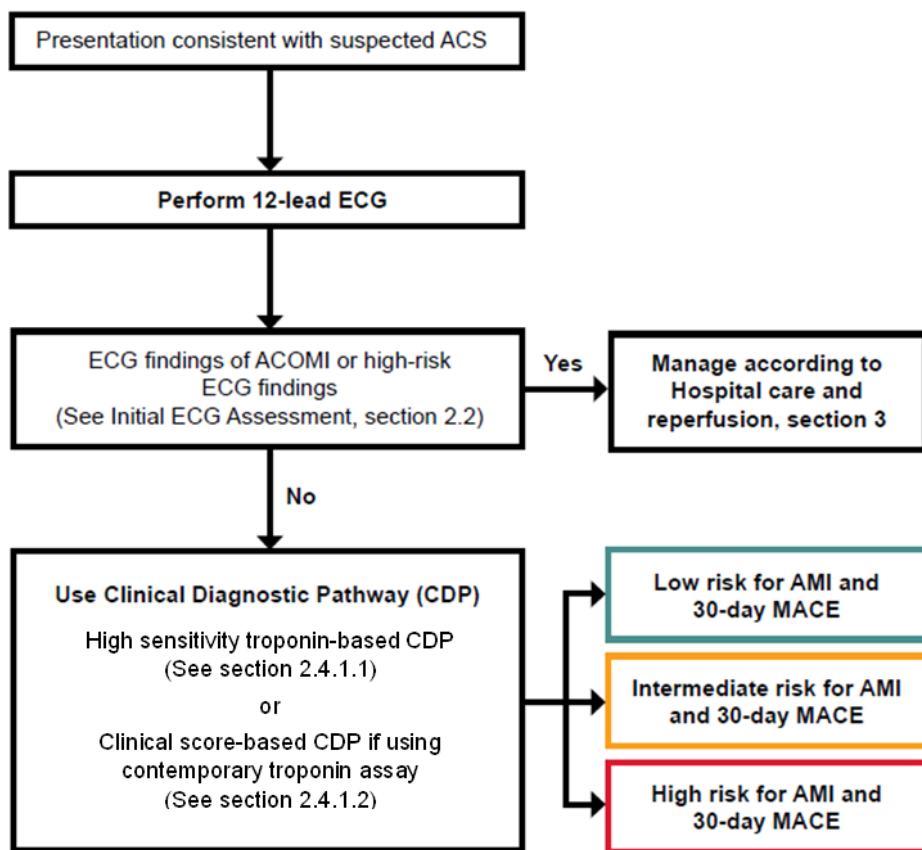 Presentation consistent with suspected ACS
Perform 12-lead ECG
ECG findings of ACOMI or high-risk
ECG findings
(See Initial ECG Assessment, section 2.2)
Yes
Manage according to
Hospital care and
reperfusion, section 3
No
Use Clinical Diagnostic Pathway (CDP)
High sensitivity troponin-based CDP
(See section 2.4.1.1)
or
Clinical score-based CDP if using
contemporary troponin assay
(See section 2.4.1.2)
Low risk for AMI and
30-day MACE
Intermediate risk for AMI
and 30-day MACE
High risk for AMI and
30-day MACE